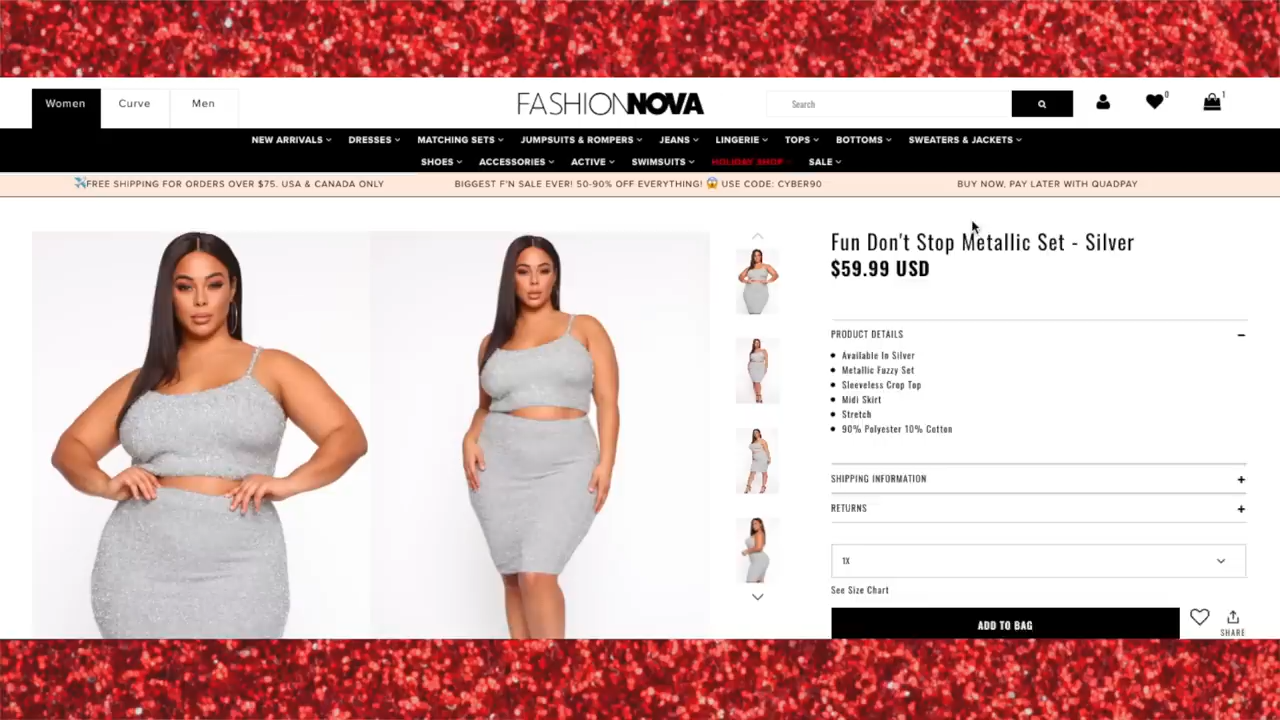 Women
Curve
Men
FASHIONNOVA
Search
0
1
NEW ARRIVALS
DRESSES
MATCHING SETS
JUMPSUITS & ROMPERS
JEANS
LINGERIE
TOPS
BOTTOMS
SWEATERS & JACKETS
SHOES
ACCESSORIES
ACTIVE
SWIMSUITS
HOLIDAY SHOP
SALE
✈️FREE SHIPPING FOR ORDERS OVER $75. USA & CANADA ONLY
BIGGEST F'N SALE EVER! 50-90% OFF EVERYTHING! 😱 USE CODE: CYBER90
BUY NOW, PAY LATER WITH QUADPAY
Fun Don't Stop Metallic Set - Silver
$59.99 USD
PRODUCT DETAILS
Available In Silver
Metallic Fuzzy Set
Sleeveless Crop Top
Midi Skirt
Stretch
90% Polyester 10% Cotton
SHIPPING INFORMATION
RETURNS
1X
See Size Chart
ADD TO BAG
SHARE